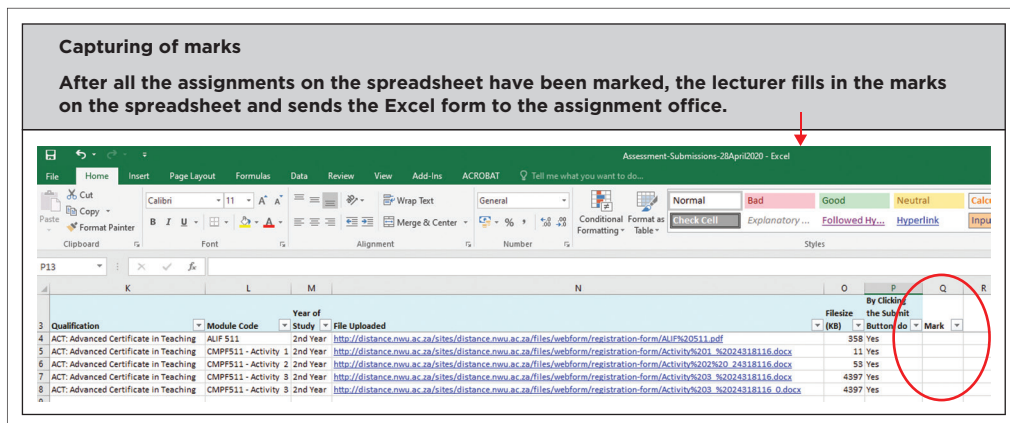 Capturing of marks
After all the assignments on the spreadsheet have been marked, the lecturer fills in the marks
on the spreadsheet and sends the Excel form to the assignment office.
Assessment-Submissions-28April2020 - Excel
File Home Insert Page Layout Formulas Data Review View Add-Ins ACROBAT Tell me what you want to do...
Cut Calibri 11 A A Wrap Text General Normal Bad Good Neutral Calc
Paste Copy Format Painter B I U A Merge & Center % Conditional Formatting Format as Table Check Cell Explanatory ... Followed Hy... Hyperlink Inpu
Clipboard Font Alignment Number Styles
P13 fx
K L M N O P Q R
3 Qualification Module Code Year of Study File Uploaded Filesize (KB) By Clicking the Submit Button, do Mark
4 ACT: Advanced Certificate in Teaching ALIF 511 2nd Year http://distance.nwu.ac.za/sites/distance.nwu.ac.za/files/webform/registration-form/ALIF%20511.pdf 358 Yes
5 ACT: Advanced Certificate in Teaching CMPF511 - Activity 1 2nd Year http://distance.nwu.ac.za/sites/distance.nwu.ac.za/files/webform/registration-form/Activity%201_%2024318116.docx 11 Yes
6 ACT: Advanced Certificate in Teaching CMPF511 - Activity 2 2nd Year http://distance.nwu.ac.za/sites/distance.nwu.ac.za/files/webform/registration-form/Activity%202%20_24318116.docx 53 Yes
7 ACT: Advanced Certificate in Teaching CMPF511 - Activity 3 2nd Year http://distance.nwu.ac.za/sites/distance.nwu.ac.za/files/webform/registration-form/Activity%203_%2024318116.docx 4397 Yes
8 ACT: Advanced Certificate in Teaching CMPF511 - Activity 3 2nd Year http://distance.nwu.ac.za/sites/distance.nwu.ac.za/files/webform/registration-form/Activity%203_%2024318116_0.docx 4397 Yes